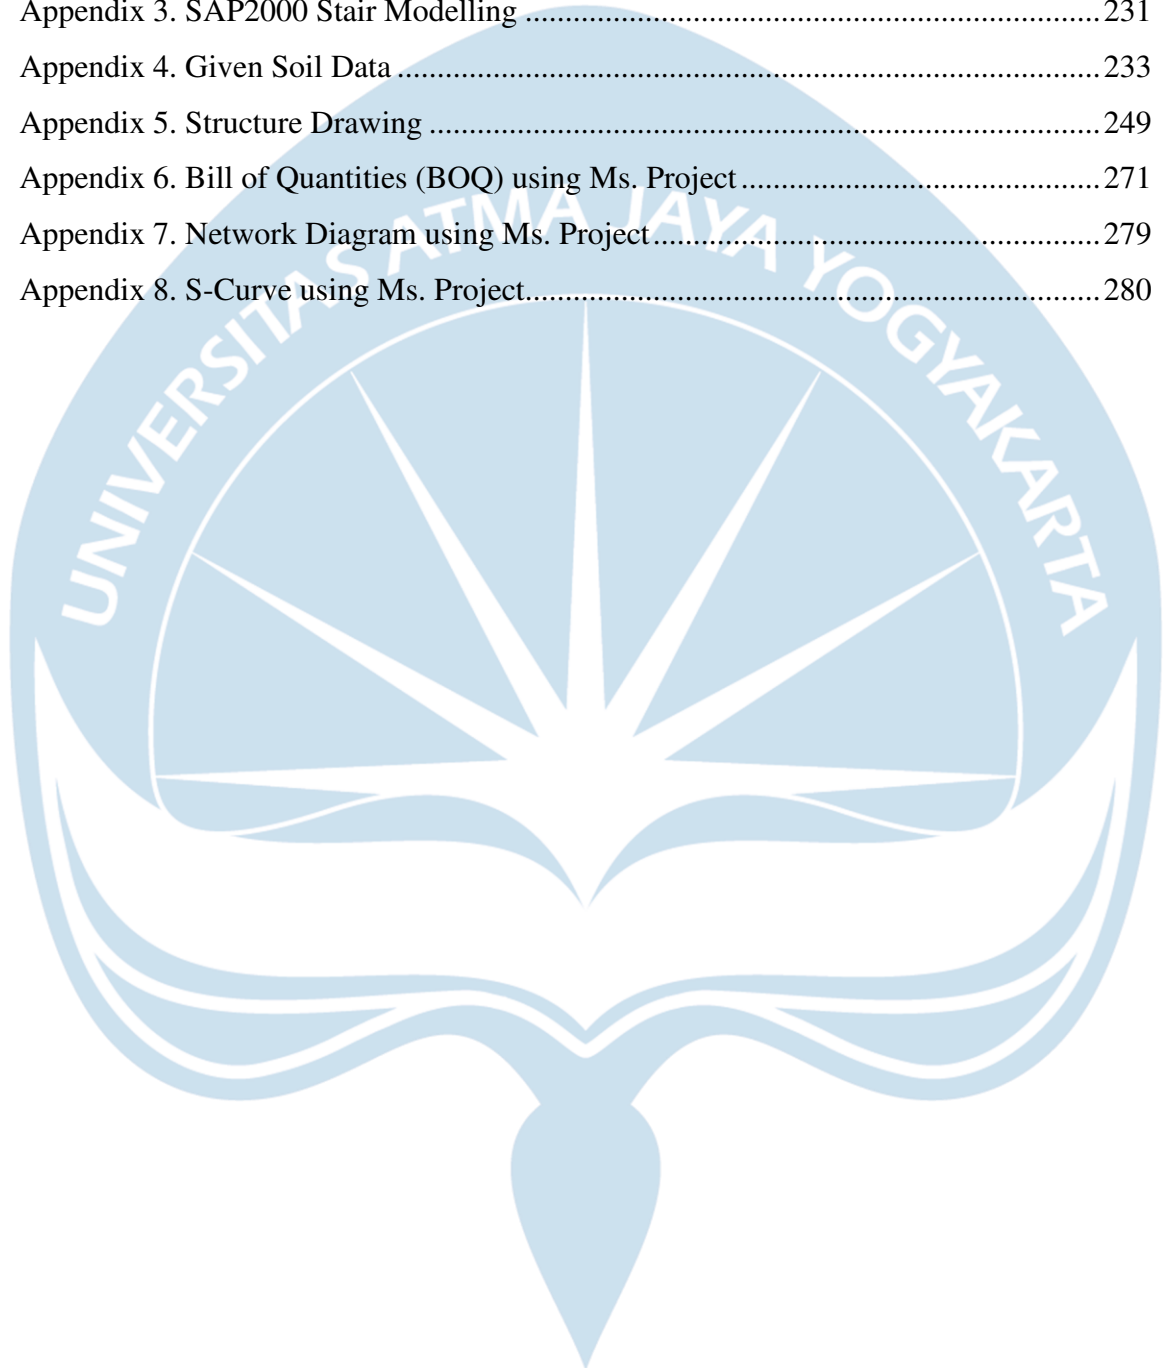 Appendix 3. SAP2000 Stair Modelling ........................................................................ 231
Appendix 4. Given Soil Data ........................................................................................ 233
Appendix 5. Structure Drawing .................................................................................... 249
Appendix 6. Bill of Quantities (BOQ) using Ms. Project ............................................. 271
Appendix 7. Network Diagram using Ms. Project ........................................................ 279
Appendix 8. S-Curve using Ms. Project ........................................................................ 280
UNIVERSITAS ATMA JAYA YOGYAKARTA